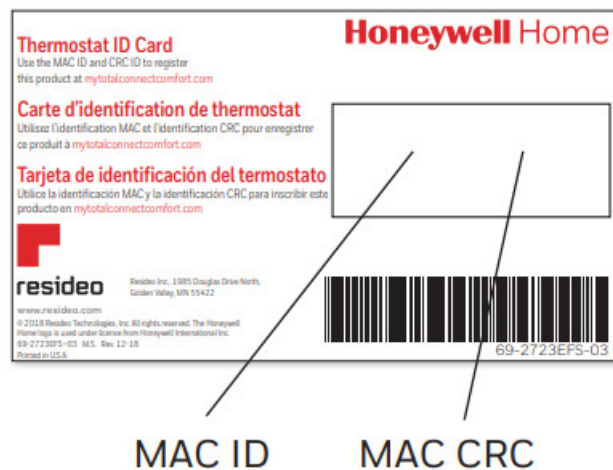 Honeywell Home
Thermostat ID Card
Use the MAC ID and CRC ID to register
this product at mytotalconnectcomfort.com
Carte d'identification de thermostat
Utilisez l'identification MAC et l'identification CRC pour enregistrer
ce produit à mytotalconnectcomfort.com
Tarjeta de identificación del termostato
Utilice la identificación MAC y la identificación CRC para inscribir este
producto en mytotalconnectcomfort.com
resideo
Resideo Inc., 1985 Douglas Drive North,
Golden Valley, MN 55422
www.resideo.com
© 2018 Resideo Technologies, Inc. All rights reserved. The Honeywell
Home logo is used under license from Honeywell International Inc.
69-2723EFS-03 M.S. Rev. 12-18
Printed in U.S.A
69-2723EFS-03
MAC ID
MAC CRC